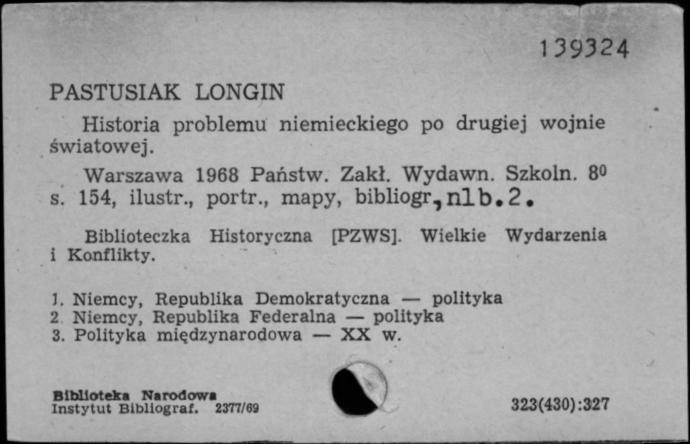 139324
PASTUSIAK LONGIN
Historia problemu niemieckiego po drugiej wojnie
światowej.
Warszawa 1968 Państw. Zakł. Wydawn. Szkoln. 8⁰
s. 154, ilustr., portr., mapy, bibliogr, nlb.2.
Biblioteczka Historyczna [PZWS]. Wielkie Wydarzenia
i Konflikty.
1. Niemcy, Republika Demokratyczna — polityka
2. Niemcy, Republika Federalna — polityka
3. Polityka międzynarodowa — XX w.
Biblioteka Narodowa
Instytut Bibliograf. 2377/69
323(430):327